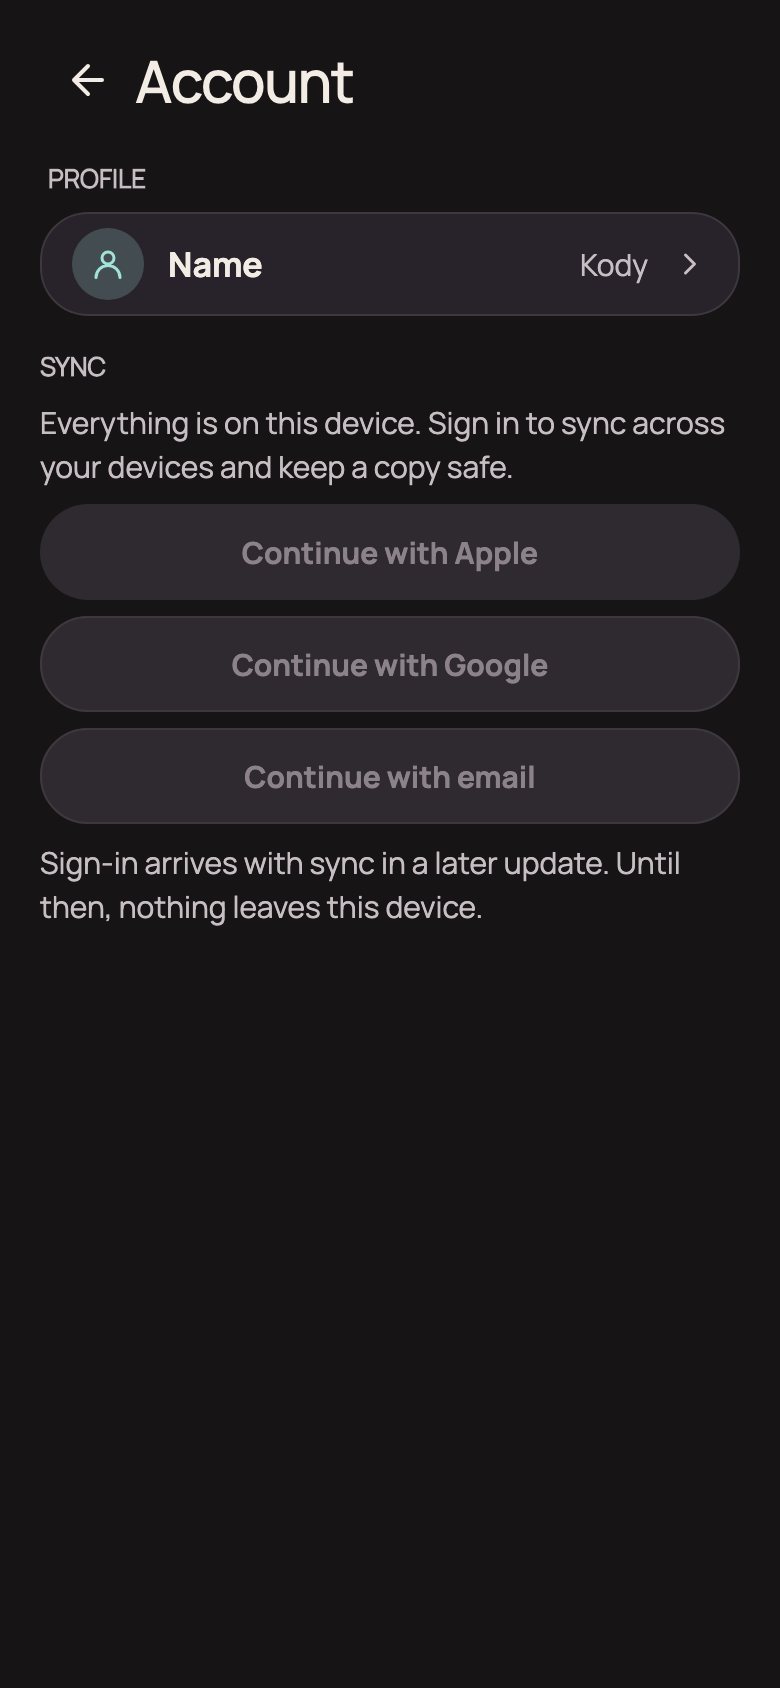 Account
PROFILE
Name Kody
SYNC
Everything is on this device. Sign in to sync across
your devices and keep a copy safe.
Continue with Apple
Continue with Google
Continue with email
Sign-in arrives with sync in a later update. Until
then, nothing leaves this device.